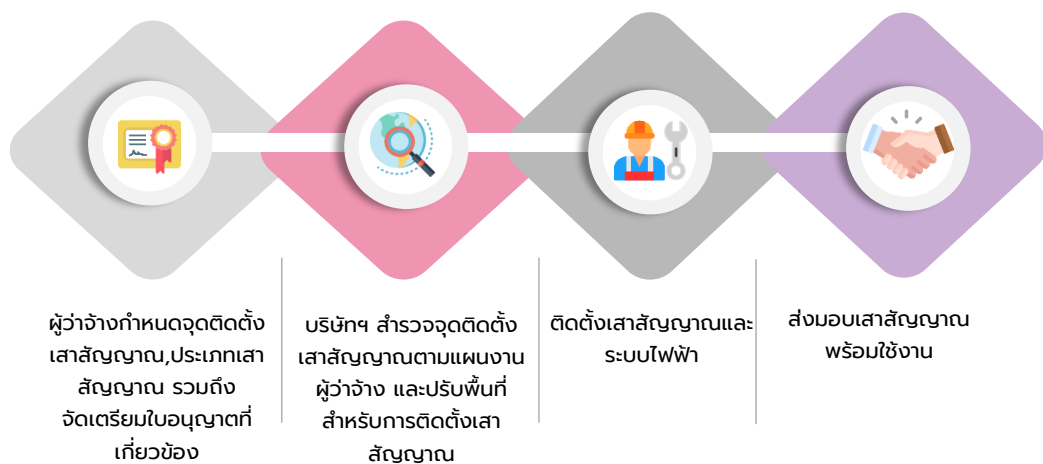 ผู้ว่าจ้างกำหนดจุดติดตั้ง
เสาสัญญาณ,ประเภทเสา
สัญญาณ รวมถึง
จัดเตรียมใบอนุญาตที่
เกี่ยวข้อง
บริษัทฯ สำรวจจุดติดตั้ง
เสาสัญญาณตามแผนงาน
ผู้ว่าจ้าง และปรับพื้นที่
สำหรับการติดตั้งเสา
สัญญาณ
ติดตั้งเสาสัญญาณและ
ระบบไฟฟ้า
ส่งมอบเสาสัญญาณ
พร้อมใช้งาน